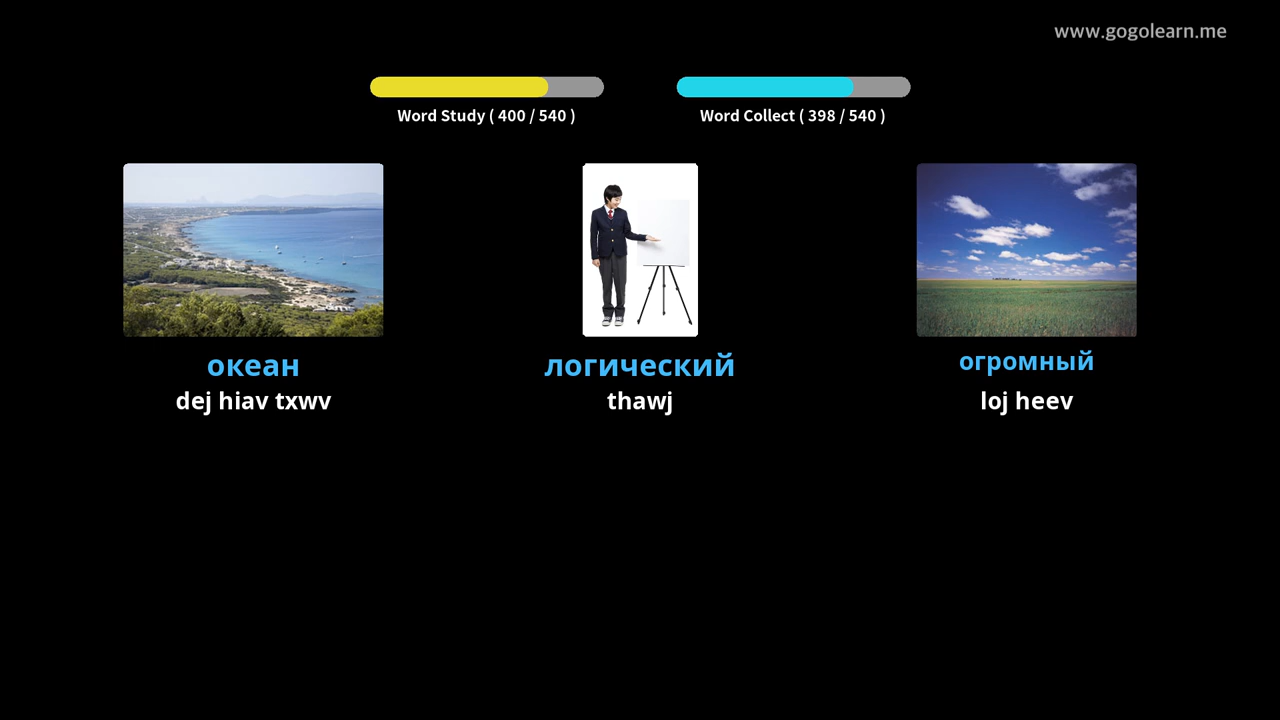 www.gogolearn.me
Word Study ( 400 / 540 )
Word Collect ( 398 / 540 )
океан
логический
огромный
dej hiav txwv
thawj
loj heev